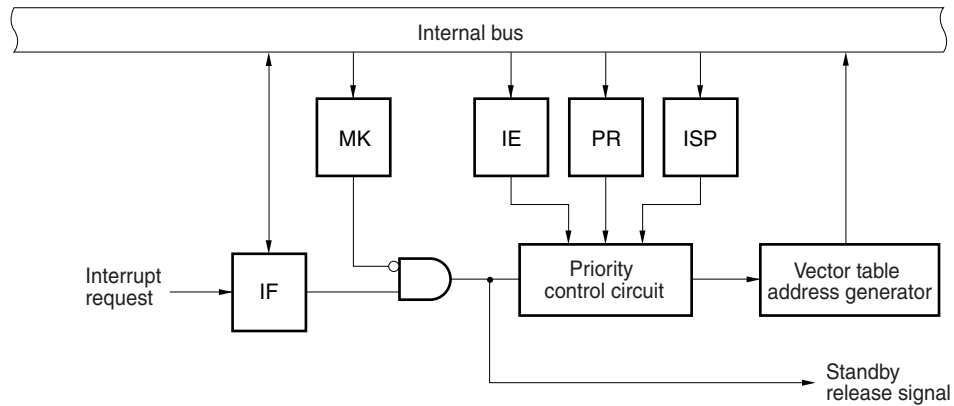 Internal bus
MK
IE
PR
ISP
Interrupt
request
IF
Priority
control circuit
Vector table
address generator
Standby
release signal